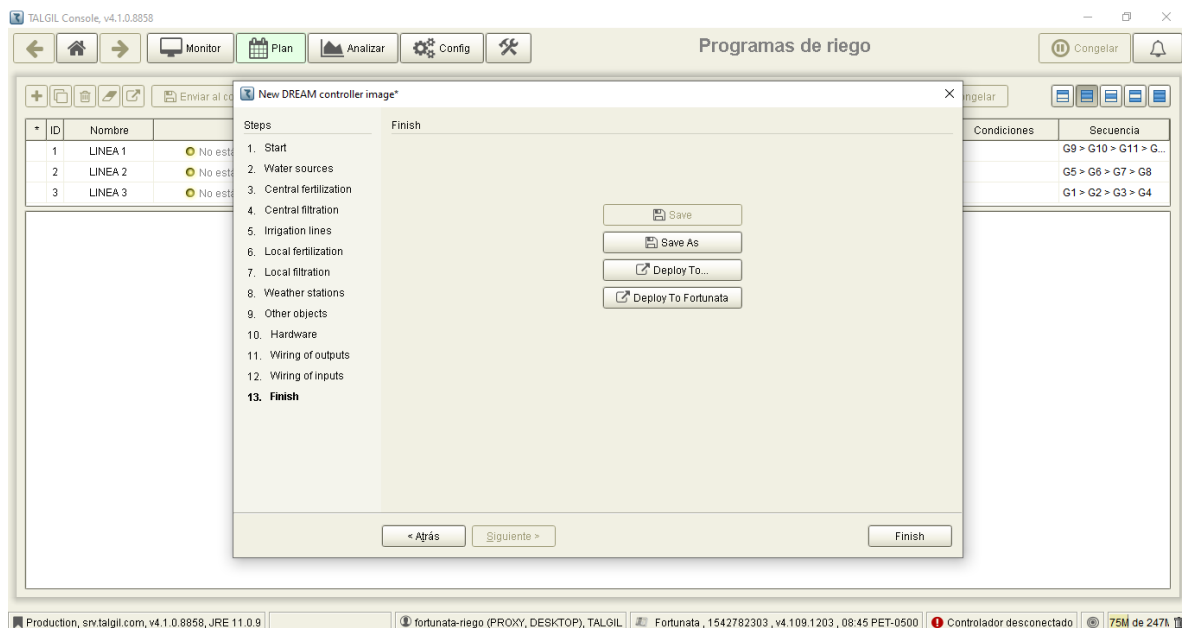 TALGIL Console, v4.1.0.8858
Monitor
Plan
Analizar
Config
Programas de riego
Congelar
Enviar al co
ngelar
* ID Nombre Condiciones Secuencia
1 LINEA 1 No está G9 > G10 > G11 > G...
2 LINEA 2 No está G5 > G6 > G7 > G8
3 LINEA 3 No está G1 > G2 > G3 > G4
New DREAM controller image*
Steps
1. Start
2. Water sources
3. Central fertilization
4. Central filtration
5. Irrigation lines
6. Local fertilization
7. Local filtration
8. Weather stations
9. Other objects
10. Hardware
11. Wiring of outputs
12. Wiring of inputs
13. Finish
Finish
Save
Save As
Deploy To...
Deploy To Fortunata
< Atrás
Siguiente >
Finish
Production, srv.talgil.com, v4.1.0.8858, JRE 11.0.9
fortunata-riego (PROXY, DESKTOP), TALGIL
Fortunata , 1542782303 , v4.109.1203 , 08:45 PET-0500
Controlador desconectado
75M de 247M